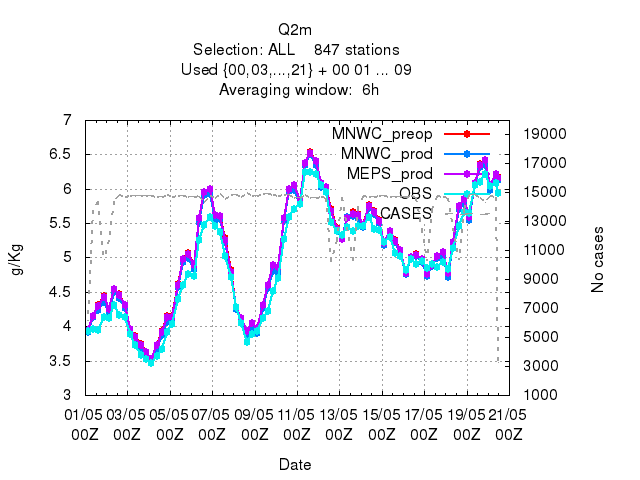 Q2m
Selection: ALL 847 stations
Used {00,03,...,21} + 00 01 ... 09
Averaging window: 6h
7
6.5
6
5.5
5
4.5
4
3.5
3
g/Kg
MNWC_preop
MNWC_prod
MEPS_prod
OBS
CASES
19000
17000
15000
13000
11000
9000
7000
5000
3000
1000
No cases
01/05 03/05 05/05 07/05 09/05 11/05 13/05 15/05 17/05 19/05 21/05
00Z 00Z 00Z 00Z 00Z 00Z 00Z 00Z 00Z 00Z 00Z
Date